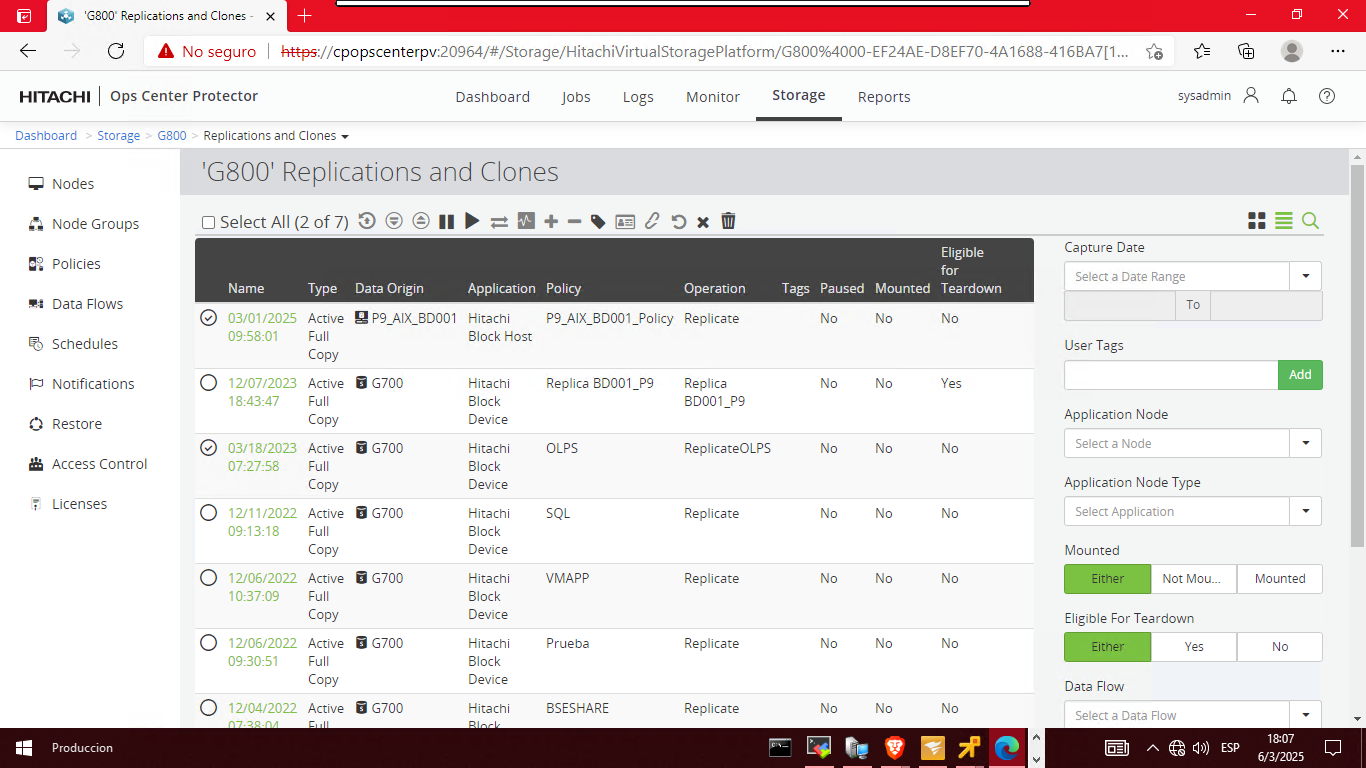 'G800' Replications and Clones -
No seguro
https://cpopscenterpv:20964/#/Storage/HitachiVirtualStoragePlatform/G800%4000-EF24AE-D8EF70-4A1688-416BA7[1...
HITACHI Ops Center Protector
Dashboard Jobs Logs Monitor Storage Reports
sysadmin
Dashboard > Storage > G800 > Replications and Clones
Nodes
Node Groups
Policies
Data Flows
Schedules
Notifications
Restore
Access Control
Licenses
'G800' Replications and Clones
Select All (2 of 7)
Name Type Data Origin Application Policy Operation Tags Paused Mounted Eligible for Teardown
03/01/2025 09:58:01 Active Full Copy P9_AIX_BD001 Hitachi Block Host P9_AIX_BD001_Policy Replicate No No No
12/07/2023 18:43:47 Active Full Copy G700 Hitachi Block Device Replica BD001_P9 Replica BD001_P9 No No Yes
03/18/2023 07:27:58 Active Full Copy G700 Hitachi Block Device OLPS ReplicateOLPS No No No
12/11/2022 09:13:18 Active Full Copy G700 Hitachi Block Device SQL Replicate No No No
12/06/2022 10:37:09 Active Full Copy G700 Hitachi Block Device VMAPP Replicate No No No
12/06/2022 09:30:51 Active Full Copy G700 Hitachi Block Device Prueba Replicate No No No
12/04/2022 07:38:04 Active Full G700 Hitachi Block BSESHARE Replicate No No No
Capture Date
Select a Date Range
To
User Tags
Add
Application Node
Select a Node
Application Node Type
Select Application
Mounted
Either Not Mou... Mounted
Eligible For Teardown
Either Yes No
Data Flow
Select a Data Flow
Produccion
ESP
18:07
6/3/2025